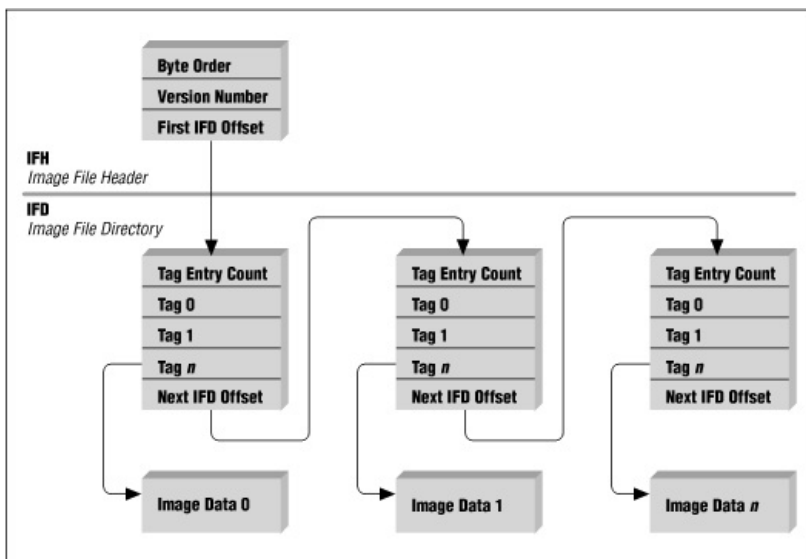 Byte Order
Version Number
First IFD Offset
IFH
Image File Header
IFD
Image File Directory
Tag Entry Count
Tag 0
Tag 1
Tag n
Next IFD Offset
Image Data 0
Tag Entry Count
Tag 0
Tag 1
Tag n
Next IFD Offset
Image Data 1
Tag Entry Count
Tag 0
Tag 1
Tag n
Next IFD Offset
Image Data n